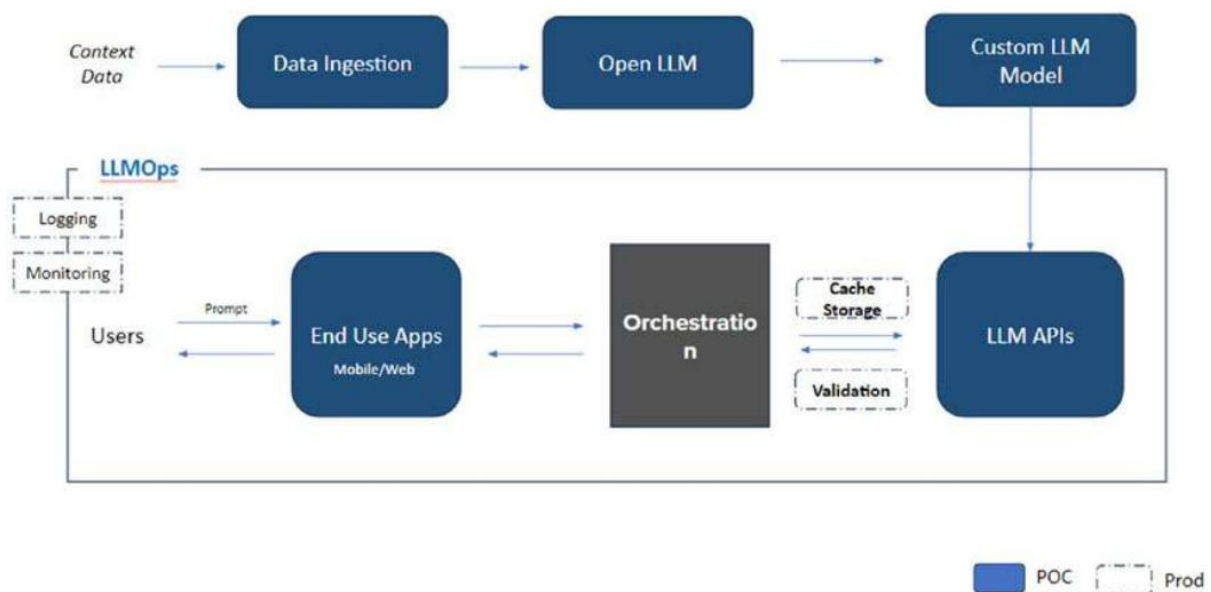 Context
Data
Data Ingestion
Open LLM
Custom LLM
Model
LLMOps
Logging
Monitoring
Users
Prompt
End Use Apps
Mobile/Web
Orchestratio
n
Cache
Storage
Validation
LLM APIs
POC
Prod